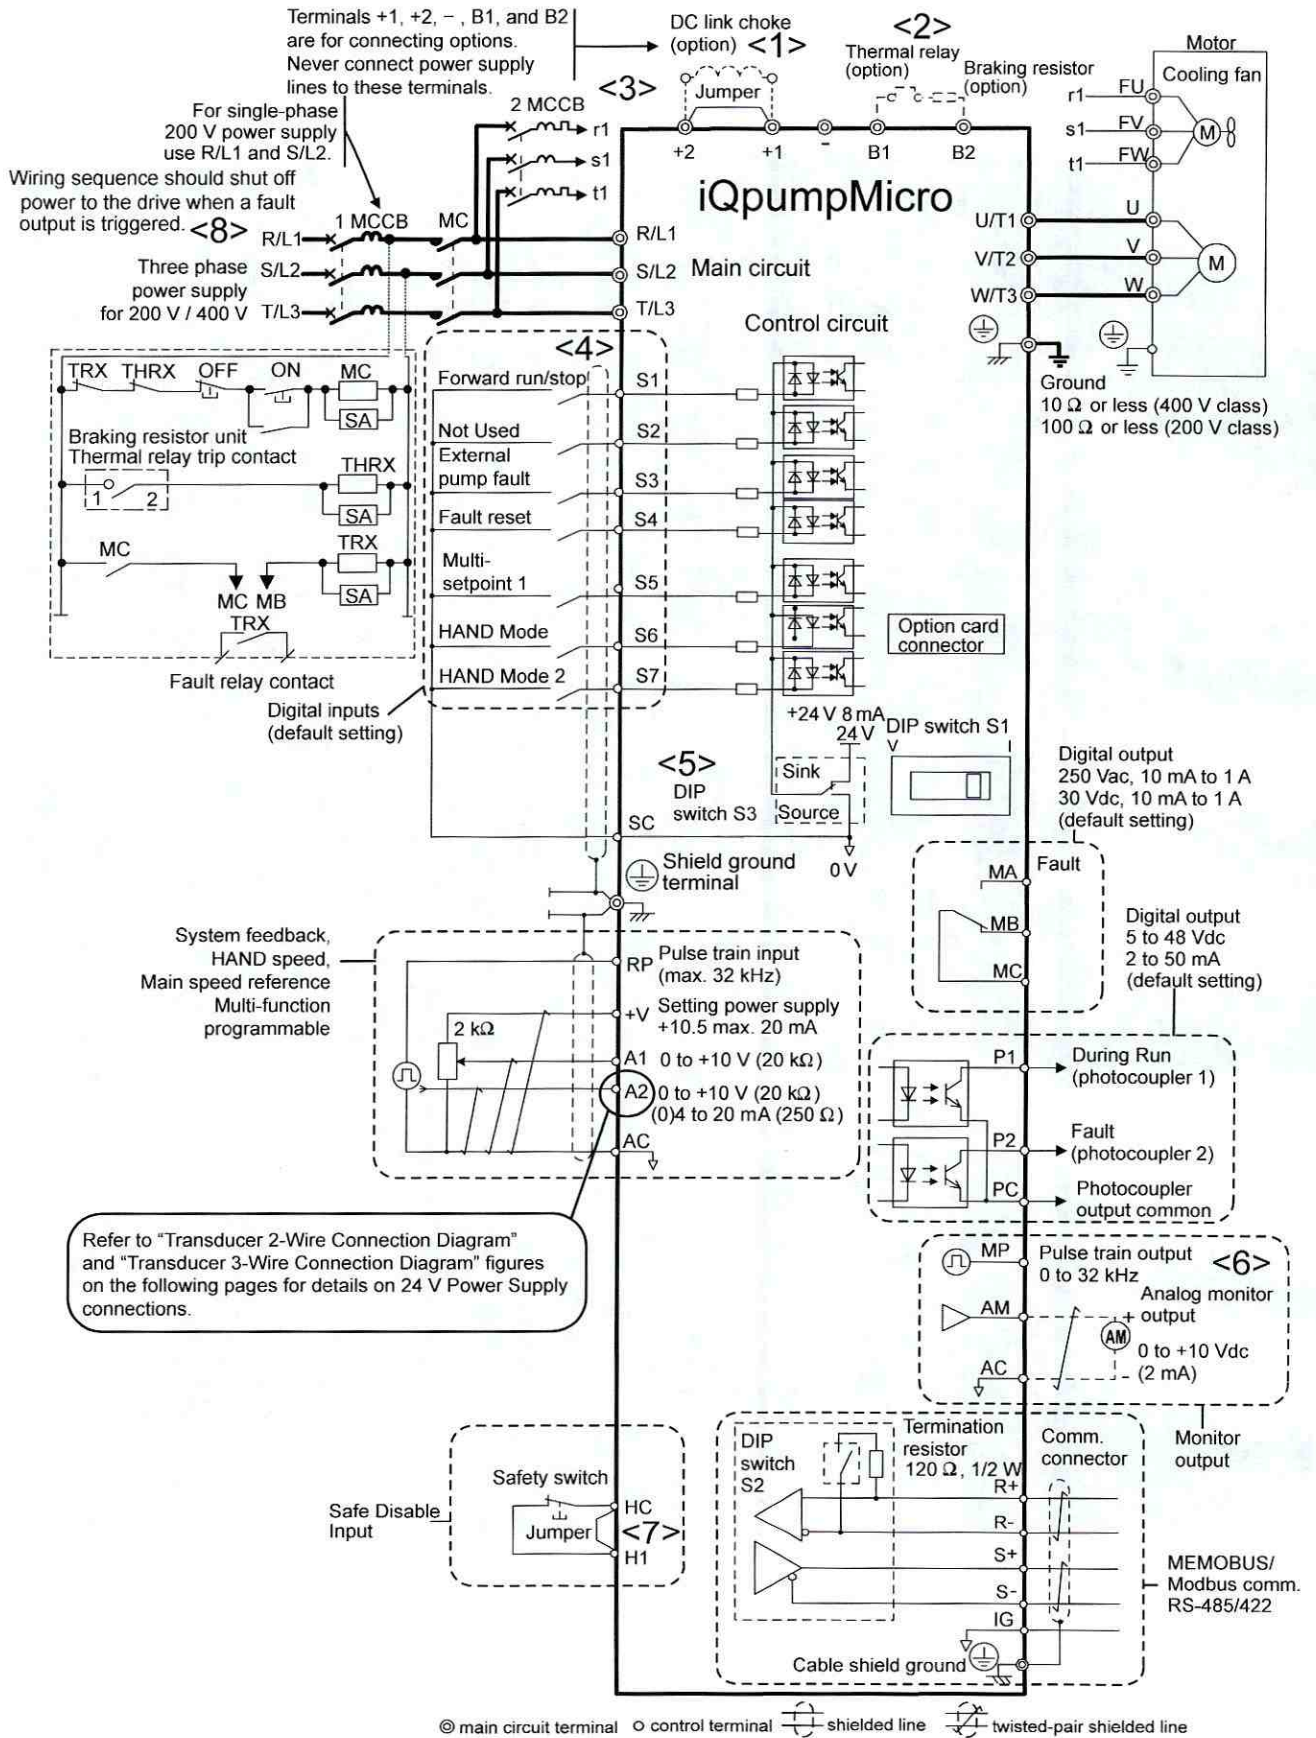 Terminals +1, +2, − , B1, and B2
are for connecting options.
Never connect power supply
lines to these terminals.
DC link choke
(option) <1>
Jumper
<2>
Thermal relay
(option)
Braking resistor
(option)
Motor
Cooling fan
r1
FU
s1
FV
t1
FW
M
<3>
2 MCCB
r1
s1
t1
For single-phase
200 V power supply
use R/L1 and S/L2.
+2
+1
-
B1
B2
iQpumpMicro
Wiring sequence should shut off
power to the drive when a fault
output is triggered. <8>
1 MCCB
MC
R/L1
R/L1
U/T1
U
Three phase
power supply
for 200 V / 400 V
S/L2
S/L2
Main circuit
V/T2
V
M
T/L3
T/L3
W/T3
W
Control circuit
Ground
10 Ω or less (400 V class)
100 Ω or less (200 V class)
TRX
THRX
OFF
ON
MC
SA
Braking resistor unit
Thermal relay trip contact
1
2
THRX
SA
MC
TRX
SA
MC MB
TRX
Fault relay contact
<4>
Forward run/stop
S1
Not Used
S2
External
pump fault
S3
Fault reset
S4
Multi-
setpoint 1
S5
HAND Mode
S6
HAND Mode 2
S7
Digital inputs
(default setting)
Option card
connector
+24 V 8 mA
24 V
DIP switch S1
V
I
<5>
DIP
switch S3
Sink
Source
SC
0 V
Shield ground
terminal
Digital output
250 Vac, 10 mA to 1 A
30 Vdc, 10 mA to 1 A
(default setting)
MA
Fault
MB
MC
Digital output
5 to 48 Vdc
2 to 50 mA
(default setting)
System feedback,
HAND speed,
Main speed reference
Multi-function
programmable
RP
Pulse train input
(max. 32 kHz)
+V
Setting power supply
+10.5 max. 20 mA
2 kΩ
A1
0 to +10 V (20 kΩ)
A2
0 to +10 V (20 kΩ)
(0)4 to 20 mA (250 Ω)
AC
P1
During Run
(photocoupler 1)
P2
Fault
(photocoupler 2)
PC
Photocoupler
output common
Refer to “Transducer 2-Wire Connection Diagram”
and “Transducer 3-Wire Connection Diagram” figures
on the following pages for details on 24 V Power Supply
connections.
MP
Pulse train output
0 to 32 kHz
<6>
AM
Analog monitor
+ output
AM
0 to +10 Vdc
- (2 mA)
AC
Monitor
output
DIP
switch
S2
Termination
resistor
120 Ω, 1/2 W
Comm.
connector
R+
R-
S+
S-
IG
Cable shield ground
MEMOBUS/
Modbus comm.
RS-485/422
Safe Disable
Input
Safety switch
HC
Jumper
<7>
H1
main circuit terminal
control terminal
shielded line
twisted-pair shielded line